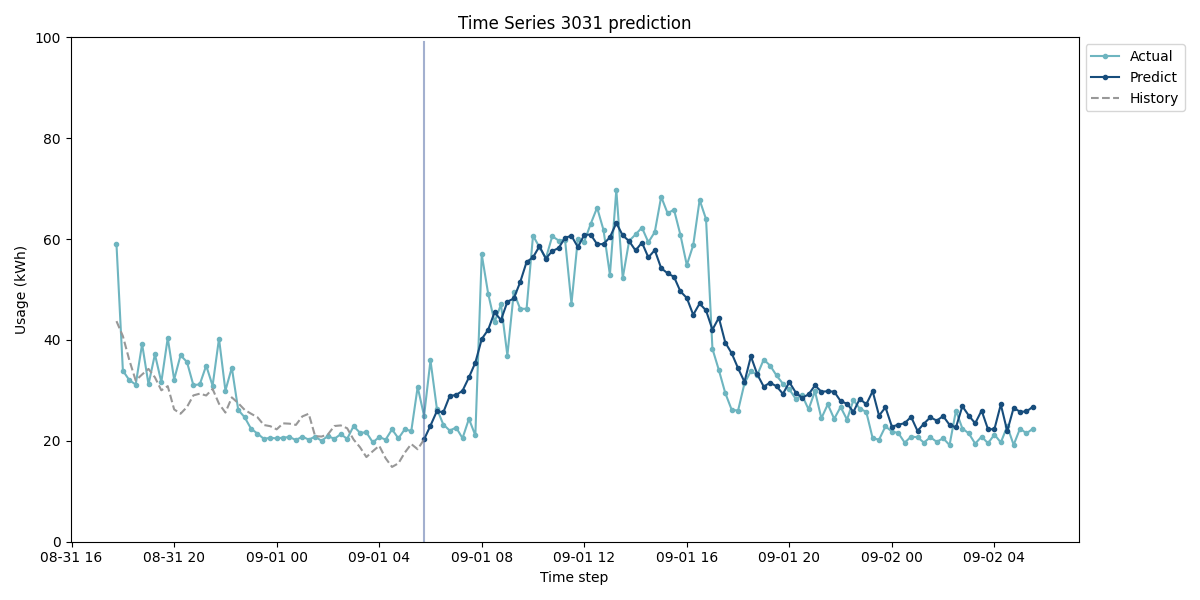 Time Series 3031 prediction
100
80
60
40
20
0
Usage (kWh)
08-31 16
08-31 20
09-01 00
09-01 04
09-01 08
09-01 12
09-01 16
09-01 20
09-02 00
09-02 04
Time step
Actual
Predict
History